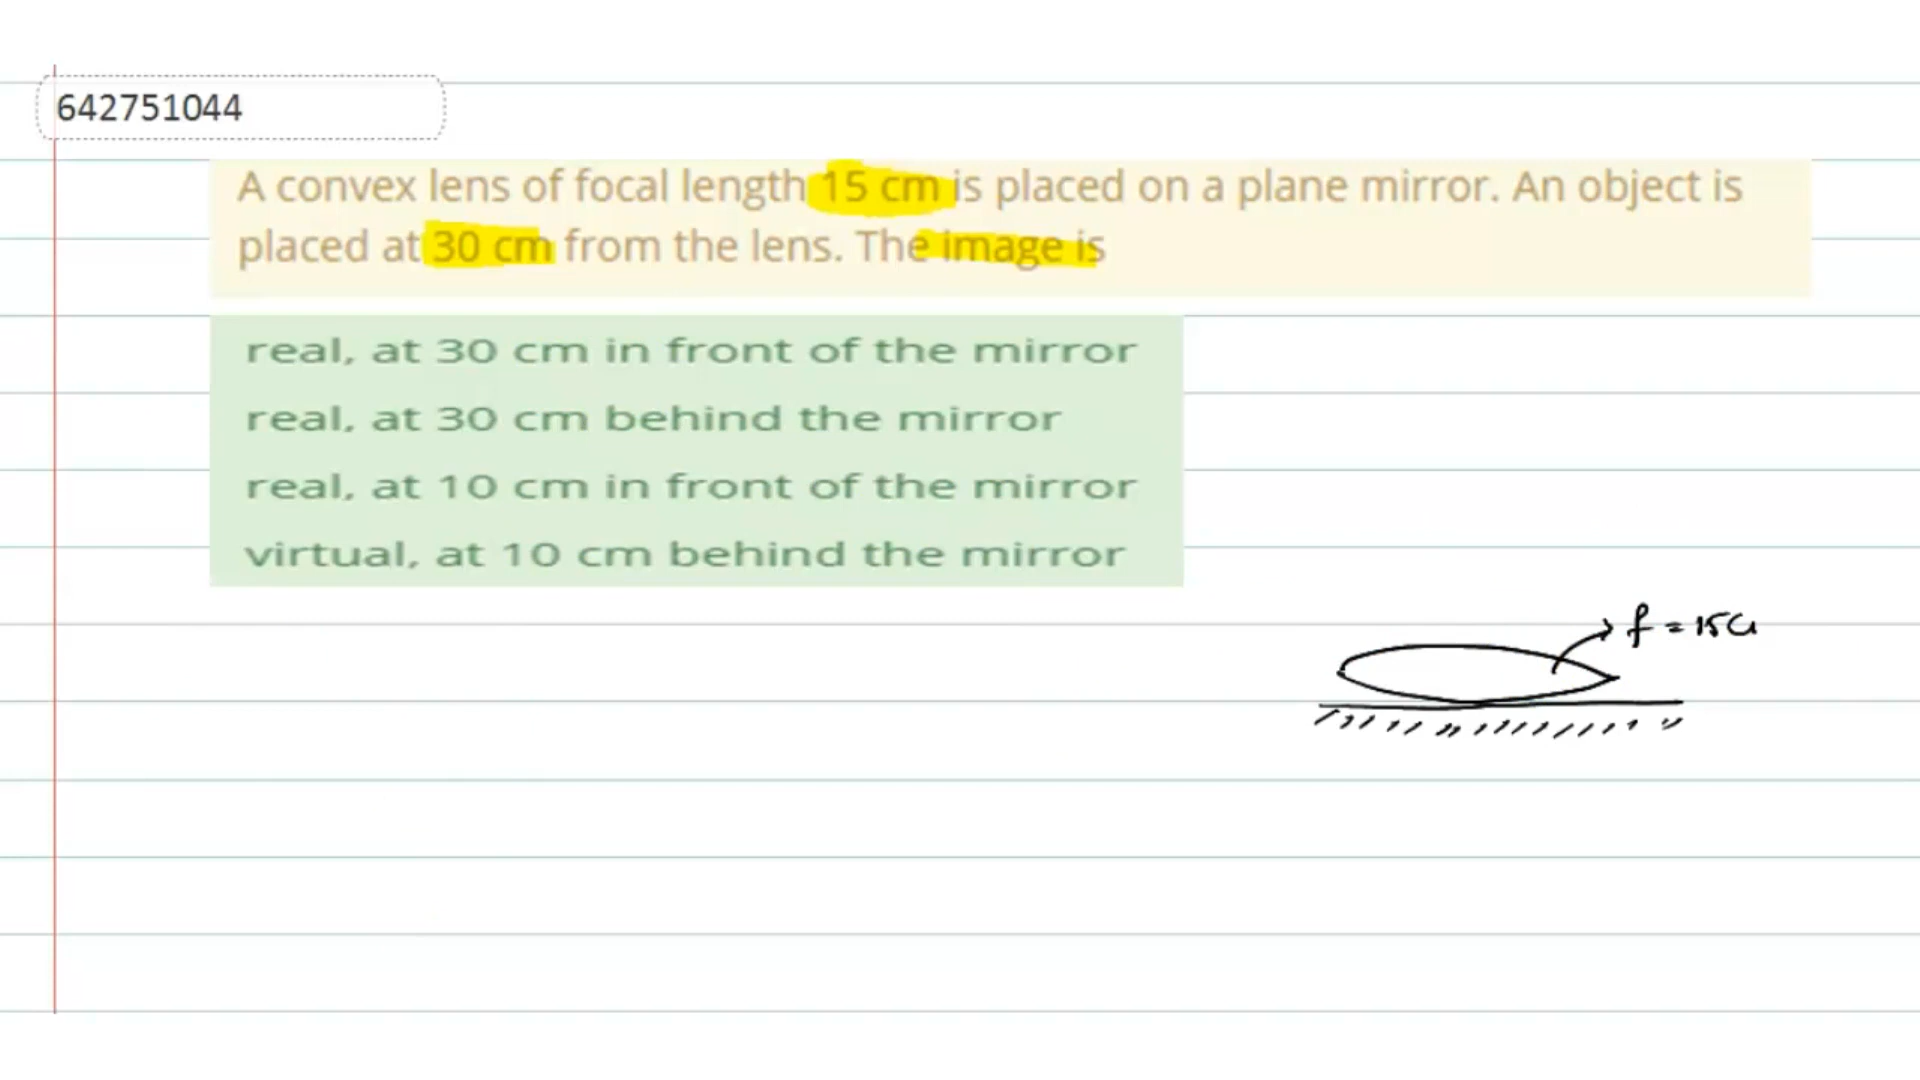 642751044
A convex lens of focal length 15 cm is placed on a plane mirror. An object is
placed at 30 cm from the lens. The image is
real, at 30 cm in front of the mirror
real, at 30 cm behind the mirror
real, at 10 cm in front of the mirror
virtual, at 10 cm behind the mirror
f = 15c